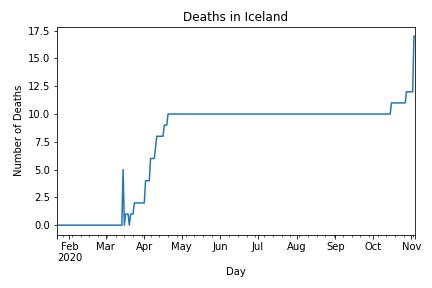 Deaths in Iceland
Number of Deaths
17.5
15.0
12.5
10.0
7.5
5.0
2.5
0.0
Feb Mar Apr May Jun Jul Aug Sep Oct Nov
2020
Day